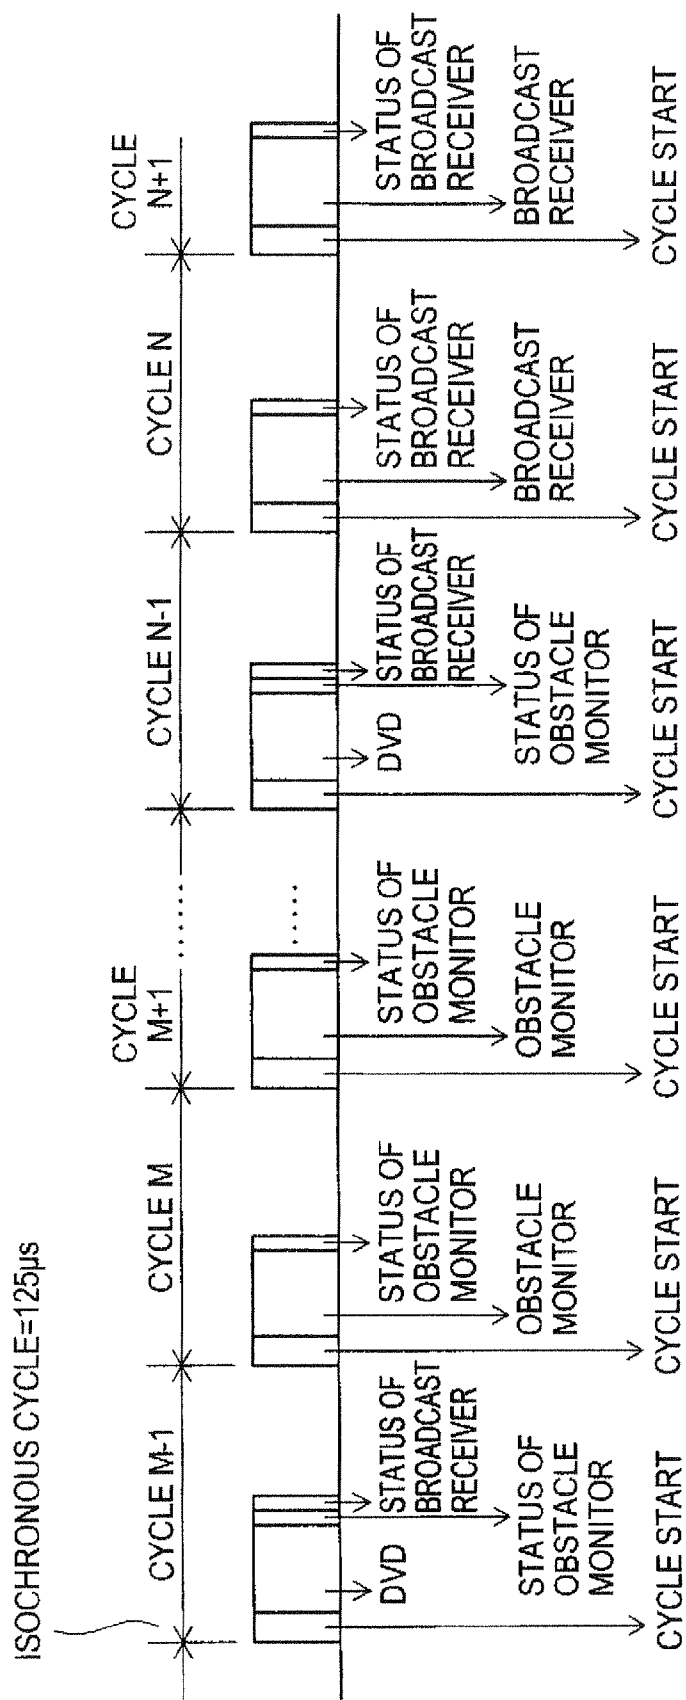 ISOCHRONOUS CYCLE=125μs
CYCLE M-1
CYCLE M
CYCLE
M+1
CYCLE N-1
CYCLE N
CYCLE
N+1
DVD
STATUS OF
BROADCAST
RECEIVER
STATUS OF
OBSTACLE
MONITOR
CYCLE START
STATUS OF
OBSTACLE
MONITOR
OBSTACLE
MONITOR
CYCLE START
STATUS OF
OBSTACLE
MONITOR
OBSTACLE
MONITOR
CYCLE START
DVD
STATUS OF
BROADCAST
RECEIVER
STATUS OF
OBSTACLE
MONITOR
CYCLE START
STATUS OF
BROADCAST
RECEIVER
BROADCAST
RECEIVER
CYCLE START
STATUS OF
BROADCAST
RECEIVER
BROADCAST
RECEIVER
CYCLE START